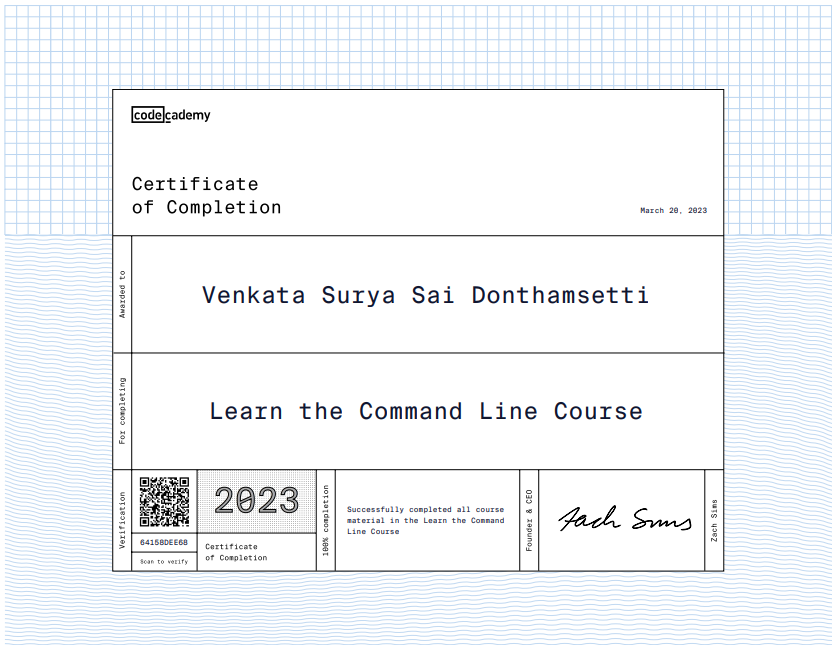 codecademy
Certificate
of Completion
March 20, 2023
Awarded to
Venkata Surya Sai Donthamsetti
For completing
Learn the Command Line Course
Verification
64158DEE68
Scan to verify
2023
Certificate
of Completion
100% completion
Successfully completed all course
material in the Learn the Command
Line Course
Founder & CEO
Zach Sims
Zach Sims